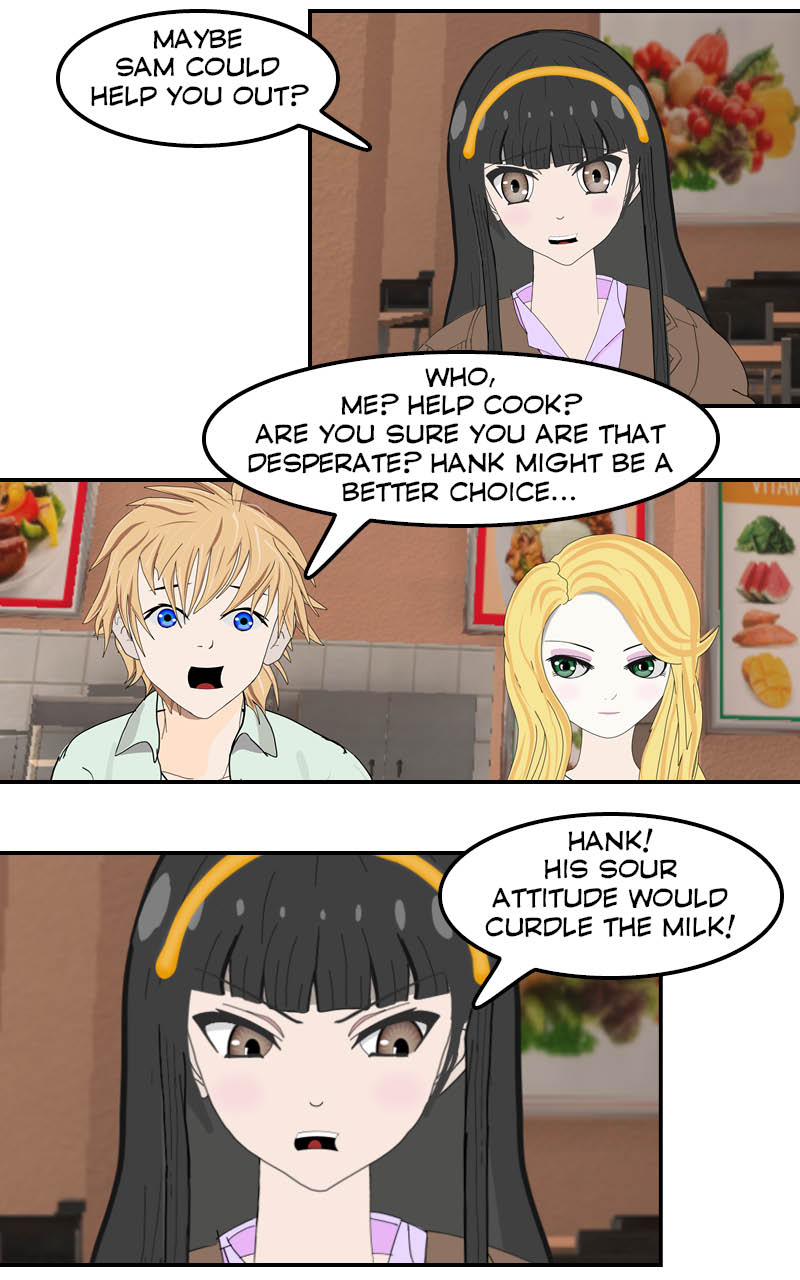 MAYBE
SAM COULD
HELP YOU OUT?
WHO,
ME? HELP COOK?
ARE YOU SURE YOU ARE THAT
DESPERATE? HANK MIGHT BE A
BETTER CHOICE...
VITAM
HANK!
HIS SOUR
ATTITUDE WOULD
CURDLE THE MILK!